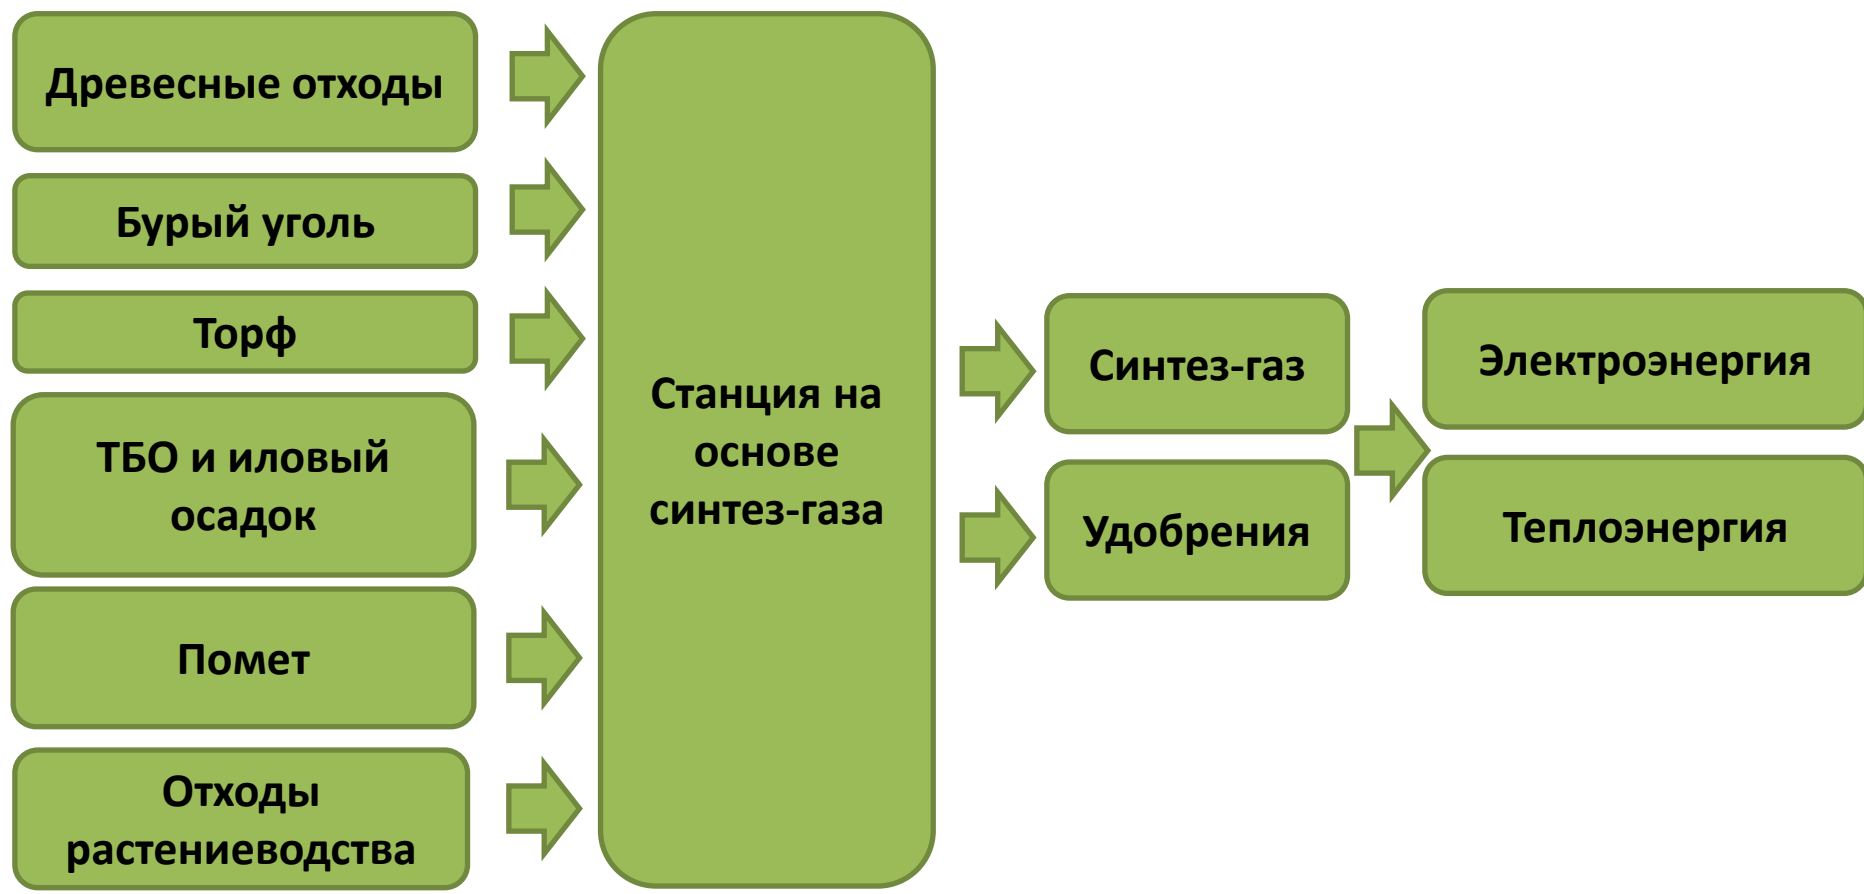 Древесные отходы
Бурый уголь
Торф
ТБО и иловый
осадок
Помет
Отходы
растениеводства
Станция на
основе
синтез-газа
Синтез-газ
Удобрения
Электроэнергия
Теплоэнергия